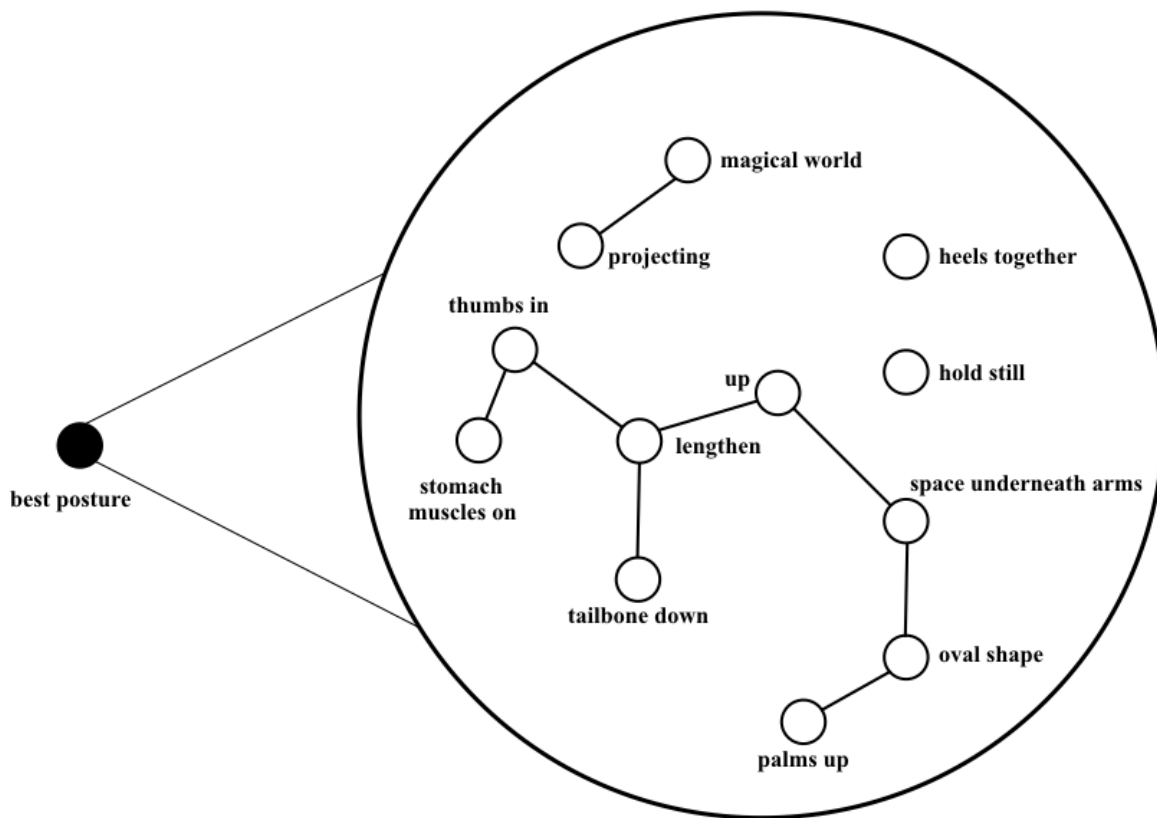 magical world
projecting
heels together
thumbs in
hold still
up
lengthen
best posture
stomach
muscles on
space underneath arms
tailbone down
oval shape
palms up